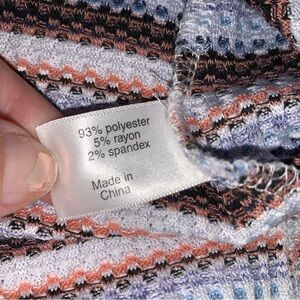 93% polyester
5% rayon
2% spandex
Made in
China